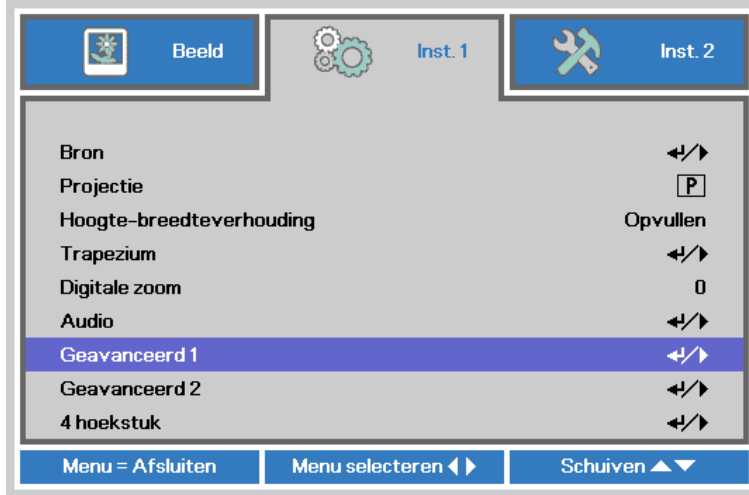 Beeld Inst. 1 Inst. 2
Bron
Projectie P
Hoogte-breedteverhouding Opvullen
Trapezium
Digitale zoom 0
Audio
Geavanceerd 1
Geavanceerd 2
4 hoekstuk
Menu = Afsluiten Menu selecteren Schuiven